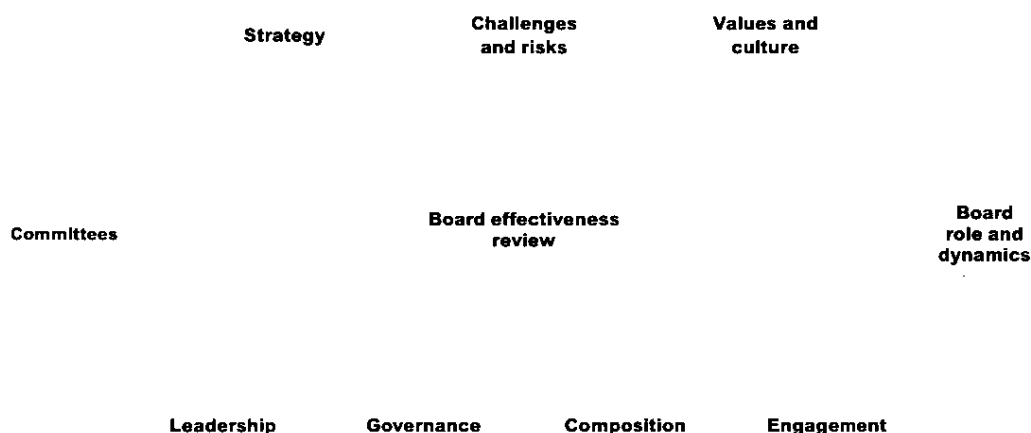 Strategy
Challenges
and risks
Values and
culture
Committees
Board effectiveness
review
Board
role and
dynamics
Leadership
Governance
Composition
Engagement